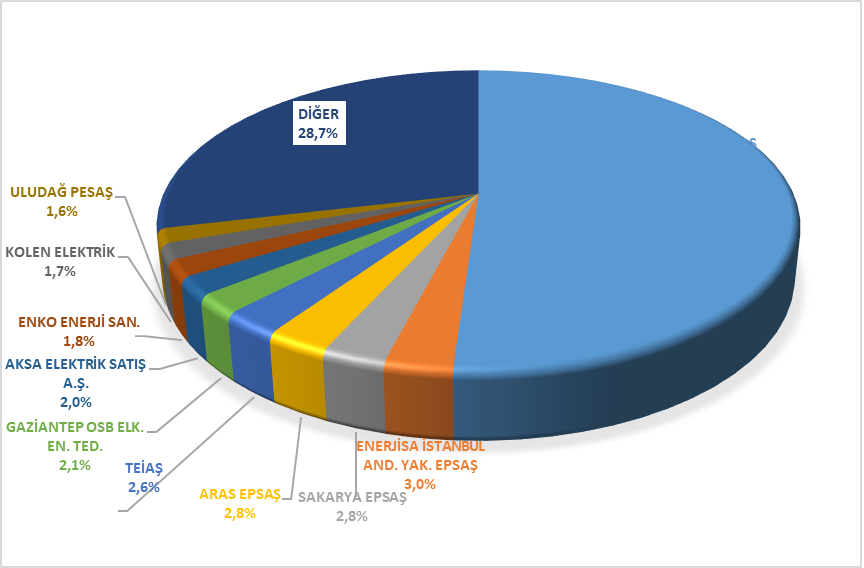 DİĞER
28,7%
ULUDAĞ PESAŞ
1,6%
KOLEN ELEKTRİK
1,7%
ENKO ENERJİ SAN.
1,8%
AKSA ELEKTRİK SATIŞ
A.Ş.
2,0%
GAZİANTEP OSB ELK.
EN. TED.
2,1%
TEİAŞ
2,6%
ARAS EPSAŞ
2,8%
SAKARYA EPSAŞ
2,8%
ENERJİSA İSTANBUL
AND. YAK. EPSAŞ
3,0%